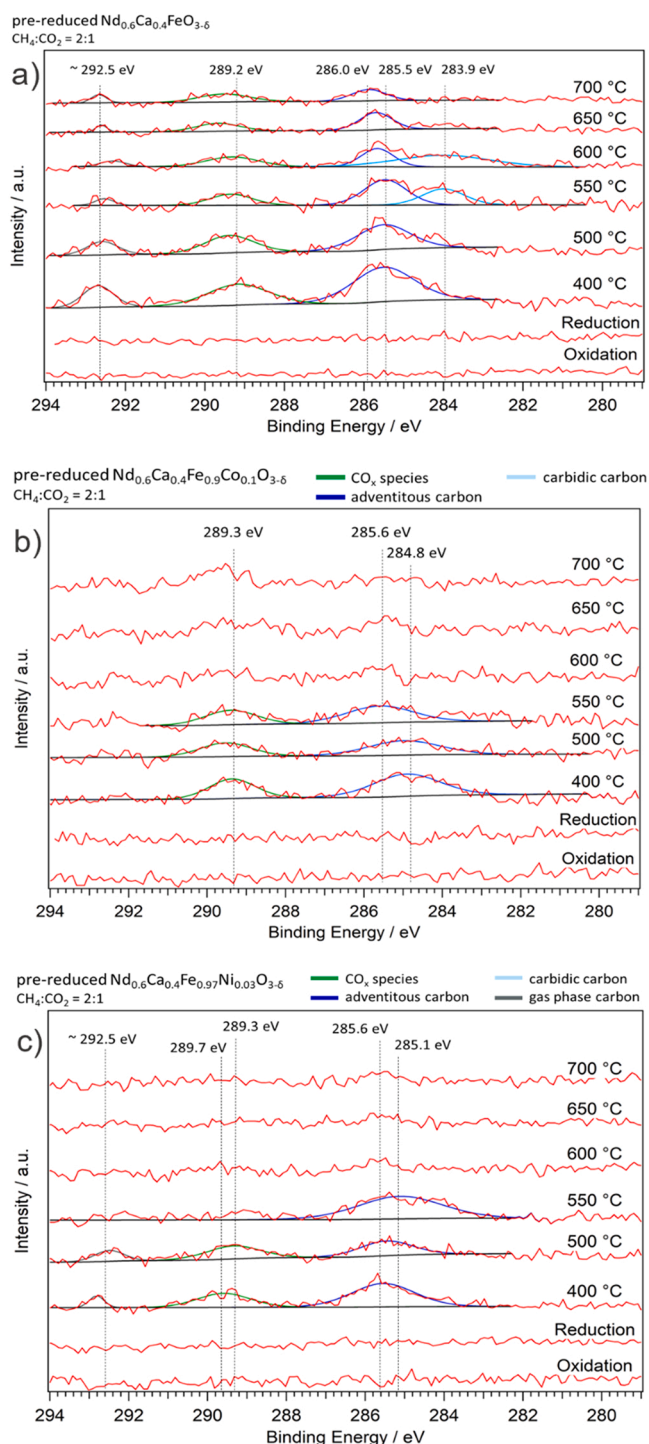 pre-reduced Nd0.6Ca0.4FeO3-δ
CH4:CO2 = 2:1
a)
~ 292.5 eV 289.2 eV 286.0 eV 285.5 eV 283.9 eV
700 °C
650 °C
600 °C
550 °C
500 °C
400 °C
Reduction
Oxidation
Intensity / a.u.
294 292 290 288 286 284 282 280
Binding Energy / eV
pre-reduced Nd0.6Ca0.4Fe0.9Co0.1O3-δ
CH4:CO2 = 2:1
COx species carbidic carbon
adventitous carbon
b)
289.3 eV 285.6 eV
284.8 eV
700 °C
650 °C
600 °C
550 °C
500 °C
400 °C
Reduction
Oxidation
Intensity / a.u.
294 292 290 288 286 284 282 280
Binding Energy / eV
pre-reduced Nd0.6Ca0.4Fe0.97Ni0.03O3-δ
CH4:CO2 = 2:1
COx species carbidic carbon
adventitous carbon gas phase carbon
c)
~ 292.5 eV 289.3 eV 285.6 eV
289.7 eV 285.1 eV
700 °C
650 °C
600 °C
550 °C
500 °C
400 °C
Reduction
Oxidation
Intensity / a.u.
294 292 290 288 286 284 282 280
Binding Energy / eV